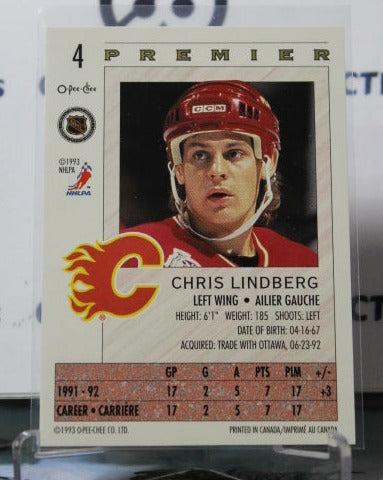 4 PREMIER
O-PEE-CHEE
©1993
NHLPA
NHLPA
CCM
C
CHRIS LINDBERG
LEFT WING • AILIER GAUCHE
HEIGHT: 6'1" WEIGHT: 185 SHOOTS: LEFT
DATE OF BIRTH: 04-16-67
ACQUIRED: TRADE WITH OTTAWA, 06-23-92
GP G A PTS PIM +/-
1991 - 92 17 2 5 7 17 +3
CAREER • CARRIÈRE 17 2 5 7 17
©1993 O-PEE-CHEE CO. LTD. PRINTED IN CANADA/IMPRIMÉ AU CANADA